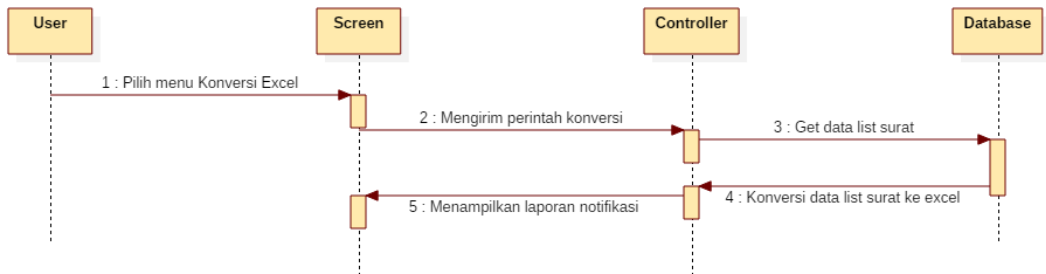 User
Screen
Controller
Database
1 : Pilih menu Konversi Excel
2 : Mengirim perintah konversi
3 : Get data list surat
4 : Konversi data list surat ke excel
5 : Menampilkan laporan notifikasi